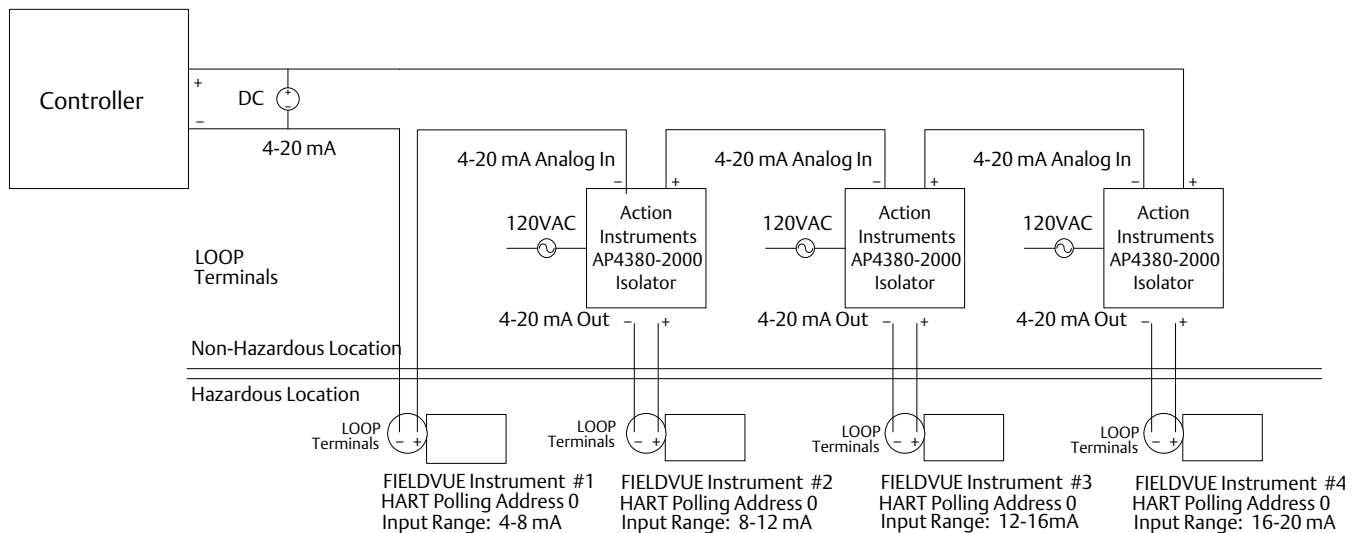 Controller
+
−
DC
+
−
4-20 mA
4-20 mA Analog In
− +
4-20 mA Analog In
− +
4-20 mA Analog In
− +
120VAC
Action
Instruments
AP4380-2000
Isolator
120VAC
Action
Instruments
AP4380-2000
Isolator
120VAC
Action
Instruments
AP4380-2000
Isolator
LOOP
Terminals
4-20 mA Out − +
4-20 mA Out − +
4-20 mA Out − +
Non-Hazardous Location
Hazardous Location
LOOP
Terminals
− +
LOOP
Terminals
− +
LOOP
Terminals
− +
LOOP
Terminals
− +
FIELDVUE Instrument #1
HART Polling Address 0
Input Range: 4-8 mA
FIELDVUE Instrument #2
HART Polling Address 0
Input Range: 8-12 mA
FIELDVUE Instrument #3
HART Polling Address 0
Input Range: 12-16mA
FIELDVUE Instrument #4
HART Polling Address 0
Input Range: 16-20 mA